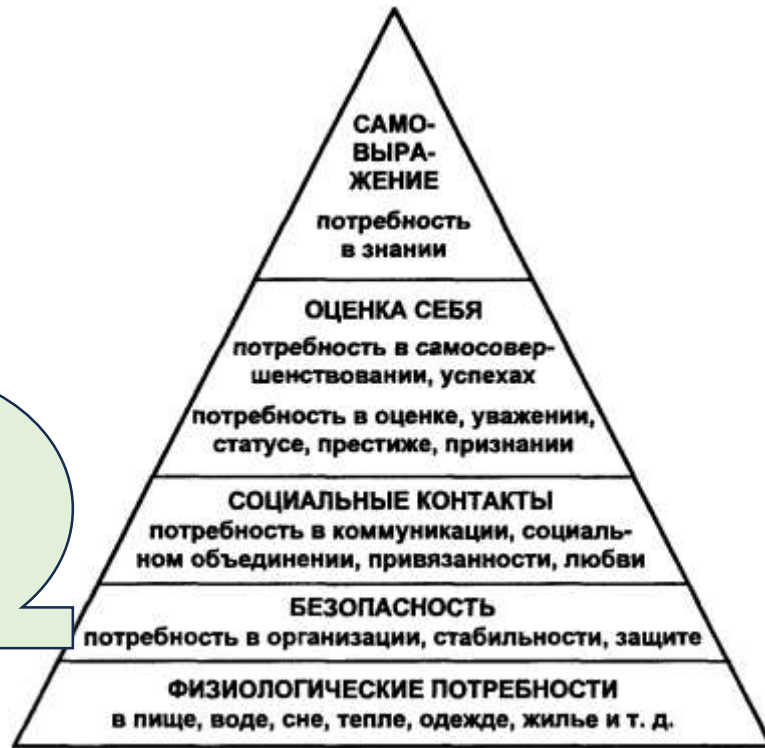 САМО-
ВЫРА-
ЖЕНИЕ
потребность
в знании
ОЦЕНКА СЕБЯ
потребность в самосовер-
шенствовании, успехах
потребность в оценке, уважении,
статусе, престиже, признании
СОЦИАЛЬНЫЕ КОНТАКТЫ
потребность в коммуникации, социаль-
ном объединении, привязанности, любви
БЕЗОПАСНОСТЬ
потребность в организации, стабильности, защите
ФИЗИОЛОГИЧЕСКИЕ ПОТРЕБНОСТИ
в пище, воде, сне, тепле, одежде, жилье и т. д.